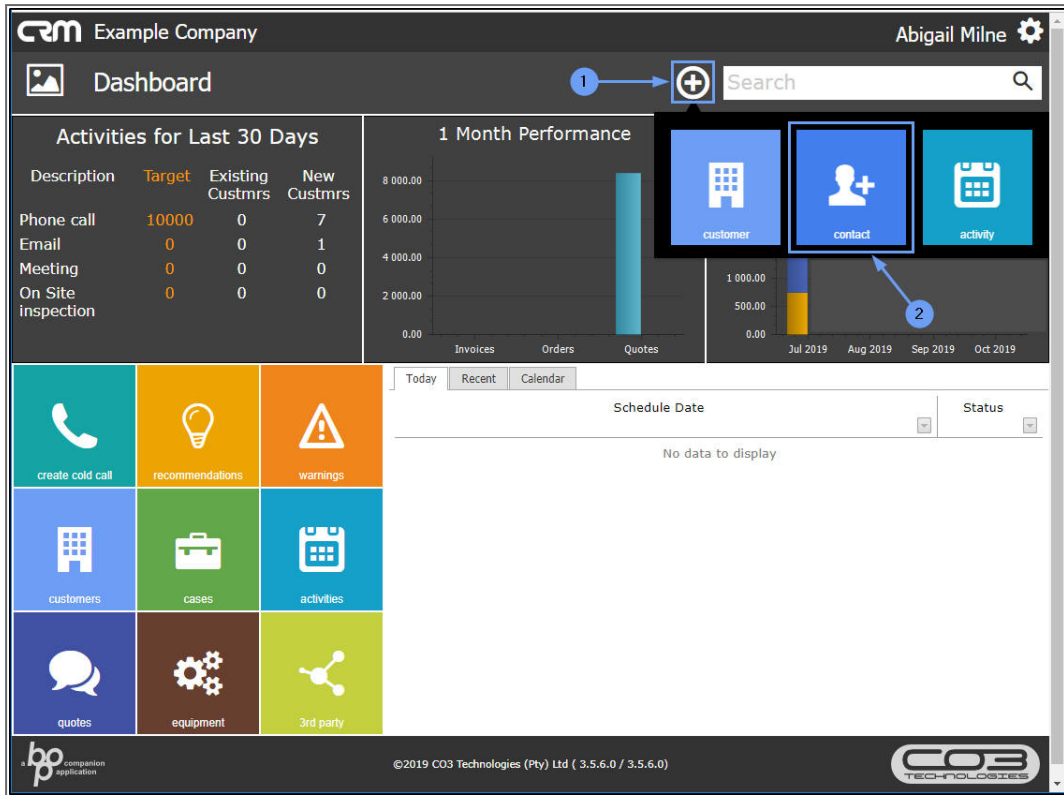 CRM Example Company
Abigail Milne
Dashboard
1
Search
Activities for Last 30 Days
Description Target Existing Custmrs New Custmrs
Phone call 10000 0 7
Email 0 0 1
Meeting 0 0 0
On Site inspection 0 0 0
1 Month Performance
8 000.00
6 000.00
4 000.00
2 000.00
0.00
Invoices Orders Quotes
customer contact activity
2
1 000.00
500.00
0.00
Jul 2019 Aug 2019 Sep 2019 Oct 2019
create cold call recommendations warnings
customers cases activities
quotes equipment 3rd party
Today Recent Calendar
Schedule Date Status
No data to display
a bpo companion application
©2019 CO3 Technologies (Pty) Ltd ( 3.5.6.0 / 3.5.6.0)
CO3
TECHNOLOGIES